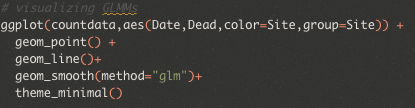 # visualizing GLMMs
ggplot(countdata,aes(Date,Dead,color=Site,group=Site)) +
  geom_point() +
  geom_line()+
  geom_smooth(method="glm")+
  theme_minimal()